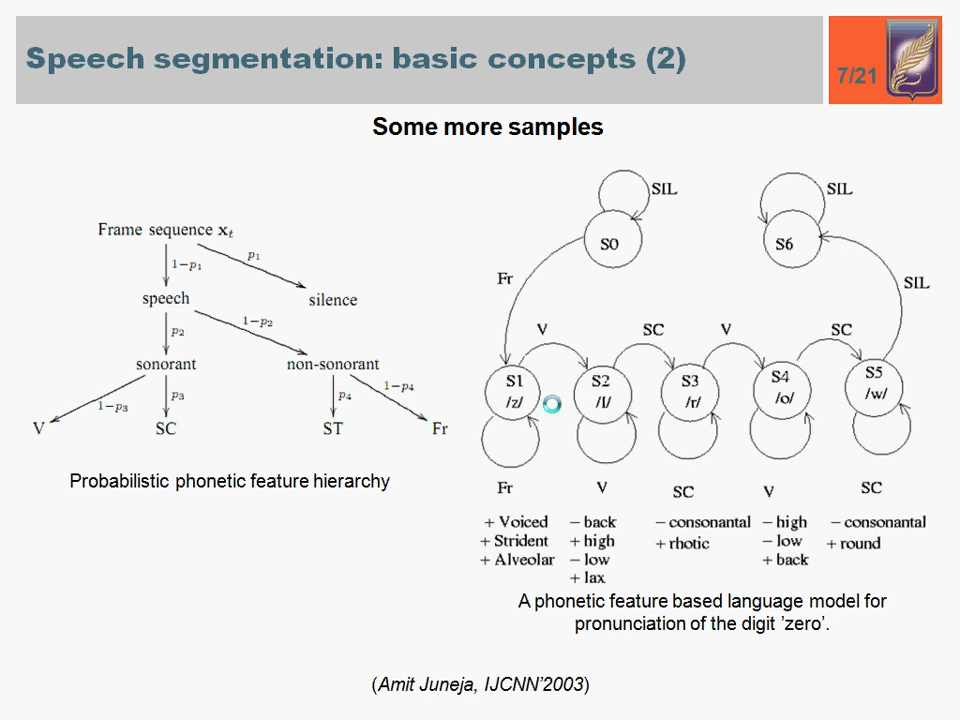 Speech segmentation: basic concepts (2)
7/21
Some more samples
Frame sequence xₜ
1−p₁
p₁
speech
silence
p₂
1−p₂
sonorant
non-sonorant
1−p₃
p₃
p₄
1−p₄
V
SC
ST
Fr
Probabilistic phonetic feature hierarchy
SIL
SIL
S0
S6
Fr
SIL
V
SC
V
SC
S1
/z/
S2
/I/
S3
/r/
S4
/o/
S5
/w/
Fr
V
SC
V
SC
+ Voiced
+ Strident
+ Alveolar
− back
+ high
− low
+ lax
− consonantal
+ rhotic
− high
− low
+ back
− consonantal
+ round
A phonetic feature based language model for
pronunciation of the digit ’zero’.
(Amit Juneja, IJCNN’2003)